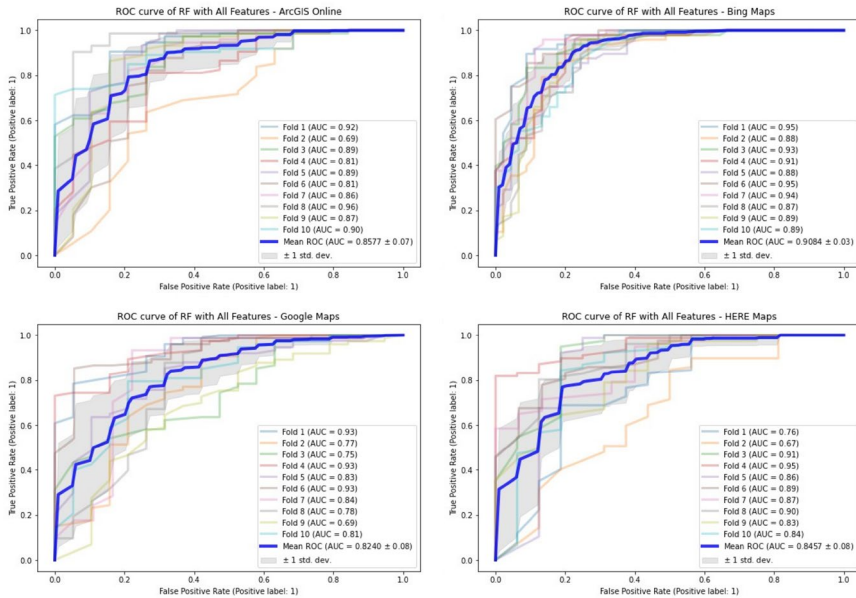 ROC curve of RF with All Features - ArcGIS Online
True Positive Rate (Positive label: 1)
1.0
0.8
0.6
0.4
0.2
0.0
Fold 1 (AUC = 0.92)
Fold 2 (AUC = 0.69)
Fold 3 (AUC = 0.89)
Fold 4 (AUC = 0.81)
Fold 5 (AUC = 0.89)
Fold 6 (AUC = 0.81)
Fold 7 (AUC = 0.86)
Fold 8 (AUC = 0.96)
Fold 9 (AUC = 0.87)
Fold 10 (AUC = 0.90)
Mean ROC (AUC = 0.8577 ± 0.07)
± 1 std. dev.
0.0 0.2 0.4 0.6 0.8 1.0
False Positive Rate (Positive label: 1)
ROC curve of RF with All Features - Bing Maps
True Positive Rate (Positive label: 1)
1.0
0.8
0.6
0.4
0.2
0.0
Fold 1 (AUC = 0.95)
Fold 2 (AUC = 0.88)
Fold 3 (AUC = 0.93)
Fold 4 (AUC = 0.91)
Fold 5 (AUC = 0.88)
Fold 6 (AUC = 0.95)
Fold 7 (AUC = 0.94)
Fold 8 (AUC = 0.87)
Fold 9 (AUC = 0.89)
Fold 10 (AUC = 0.89)
Mean ROC (AUC = 0.9084 ± 0.03)
± 1 std. dev.
0.0 0.2 0.4 0.6 0.8 1.0
False Positive Rate (Positive label: 1)
ROC curve of RF with All Features - Google Maps
True Positive Rate (Positive label: 1)
1.0
0.8
0.6
0.4
0.2
0.0
Fold 1 (AUC = 0.93)
Fold 2 (AUC = 0.77)
Fold 3 (AUC = 0.75)
Fold 4 (AUC = 0.93)
Fold 5 (AUC = 0.83)
Fold 6 (AUC = 0.93)
Fold 7 (AUC = 0.84)
Fold 8 (AUC = 0.78)
Fold 9 (AUC = 0.69)
Fold 10 (AUC = 0.81)
Mean ROC (AUC = 0.8240 ± 0.08)
± 1 std. dev.
0.0 0.2 0.4 0.6 0.8 1.0
False Positive Rate (Positive label: 1)
ROC curve of RF with All Features - HERE Maps
True Positive Rate (Positive label: 1)
1.0
0.8
0.6
0.4
0.2
0.0
Fold 1 (AUC = 0.76)
Fold 2 (AUC = 0.67)
Fold 3 (AUC = 0.91)
Fold 4 (AUC = 0.95)
Fold 5 (AUC = 0.86)
Fold 6 (AUC = 0.89)
Fold 7 (AUC = 0.87)
Fold 8 (AUC = 0.90)
Fold 9 (AUC = 0.83)
Fold 10 (AUC = 0.84)
Mean ROC (AUC = 0.8457 ± 0.08)
± 1 std. dev.
0.0 0.2 0.4 0.6 0.8 1.0
False Positive Rate (Positive label: 1)